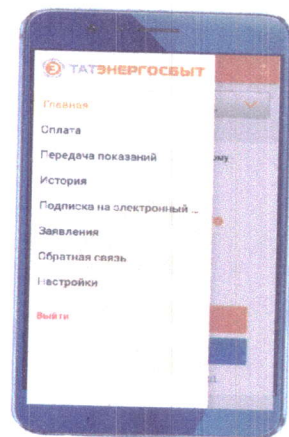 ТАТЭНЕРГОСБЫТ
Главная
Оплата
Передача показаний
История
Подписка на электронный ...
Заявления
Обратная связь
Настройки
Выйти